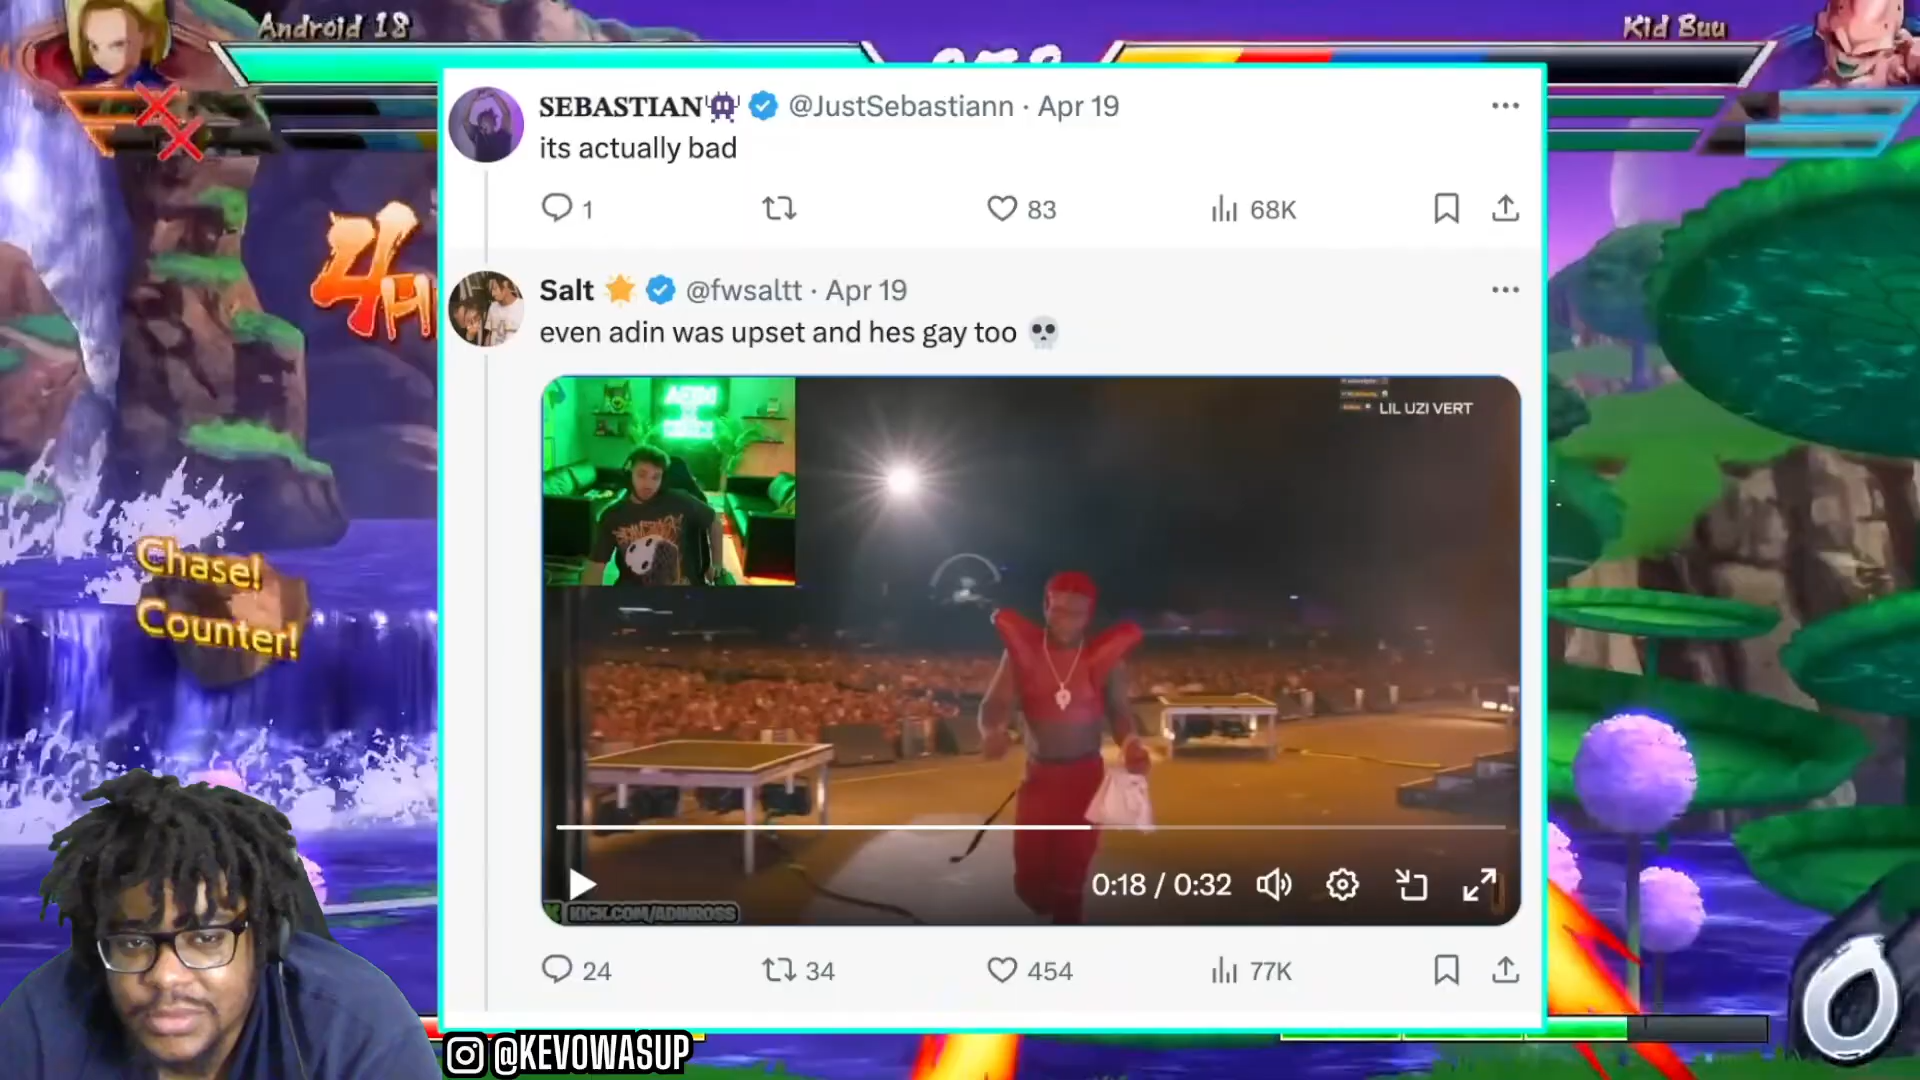 Android 18
Kid Buu
SEBASTIAN @JustSebastiann · Apr 19
its actually bad
1
83
68K
Salt @fwsaltt · Apr 19
even adin was upset and hes gay too 💀
LIL UZI VERT
Chase!
Counter!
0:18 / 0:32
KICK.COM/ADINROSS
24
34
454
77K
@KEVOWASUP